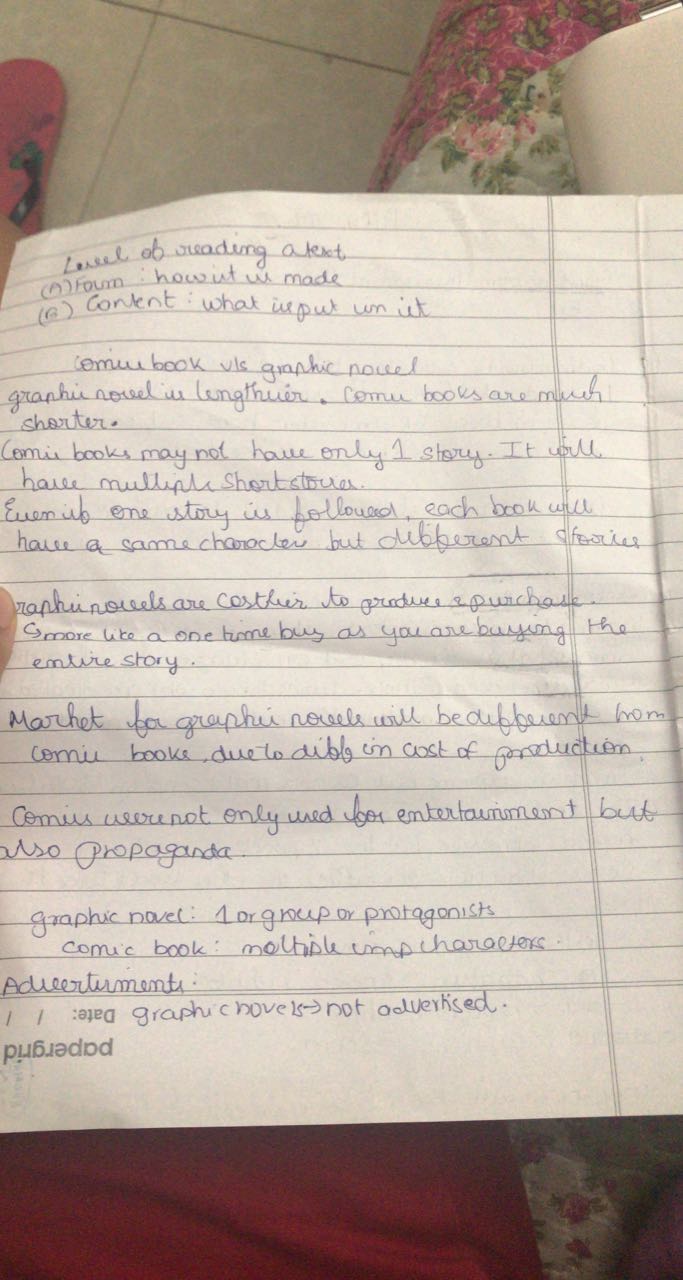 Level of reading a text
(A) Form : how it is made
(B) Content : what is put in it
comic book v/s graphic novel
graphic novel is lengthier. Comic books are much
shorter.
Comic books may not have only 1 story. It will
have multiple short stories.
Even if one story is followed, each book will
have a same character but different stories
raphic novels are costlier to produce & purchase.
↳ more like a one time buy as you are buying the
entire story.
Market for graphic novels will be different from
comic books, due to diff in cost of production.
Comics were not only used for entertainment but
also propaganda.
graphic novel: 1 or group or protagonists
comic book: multiple imp characters.
Advertisments:
graphic novels → not advertised.
Date: / /
papergrid